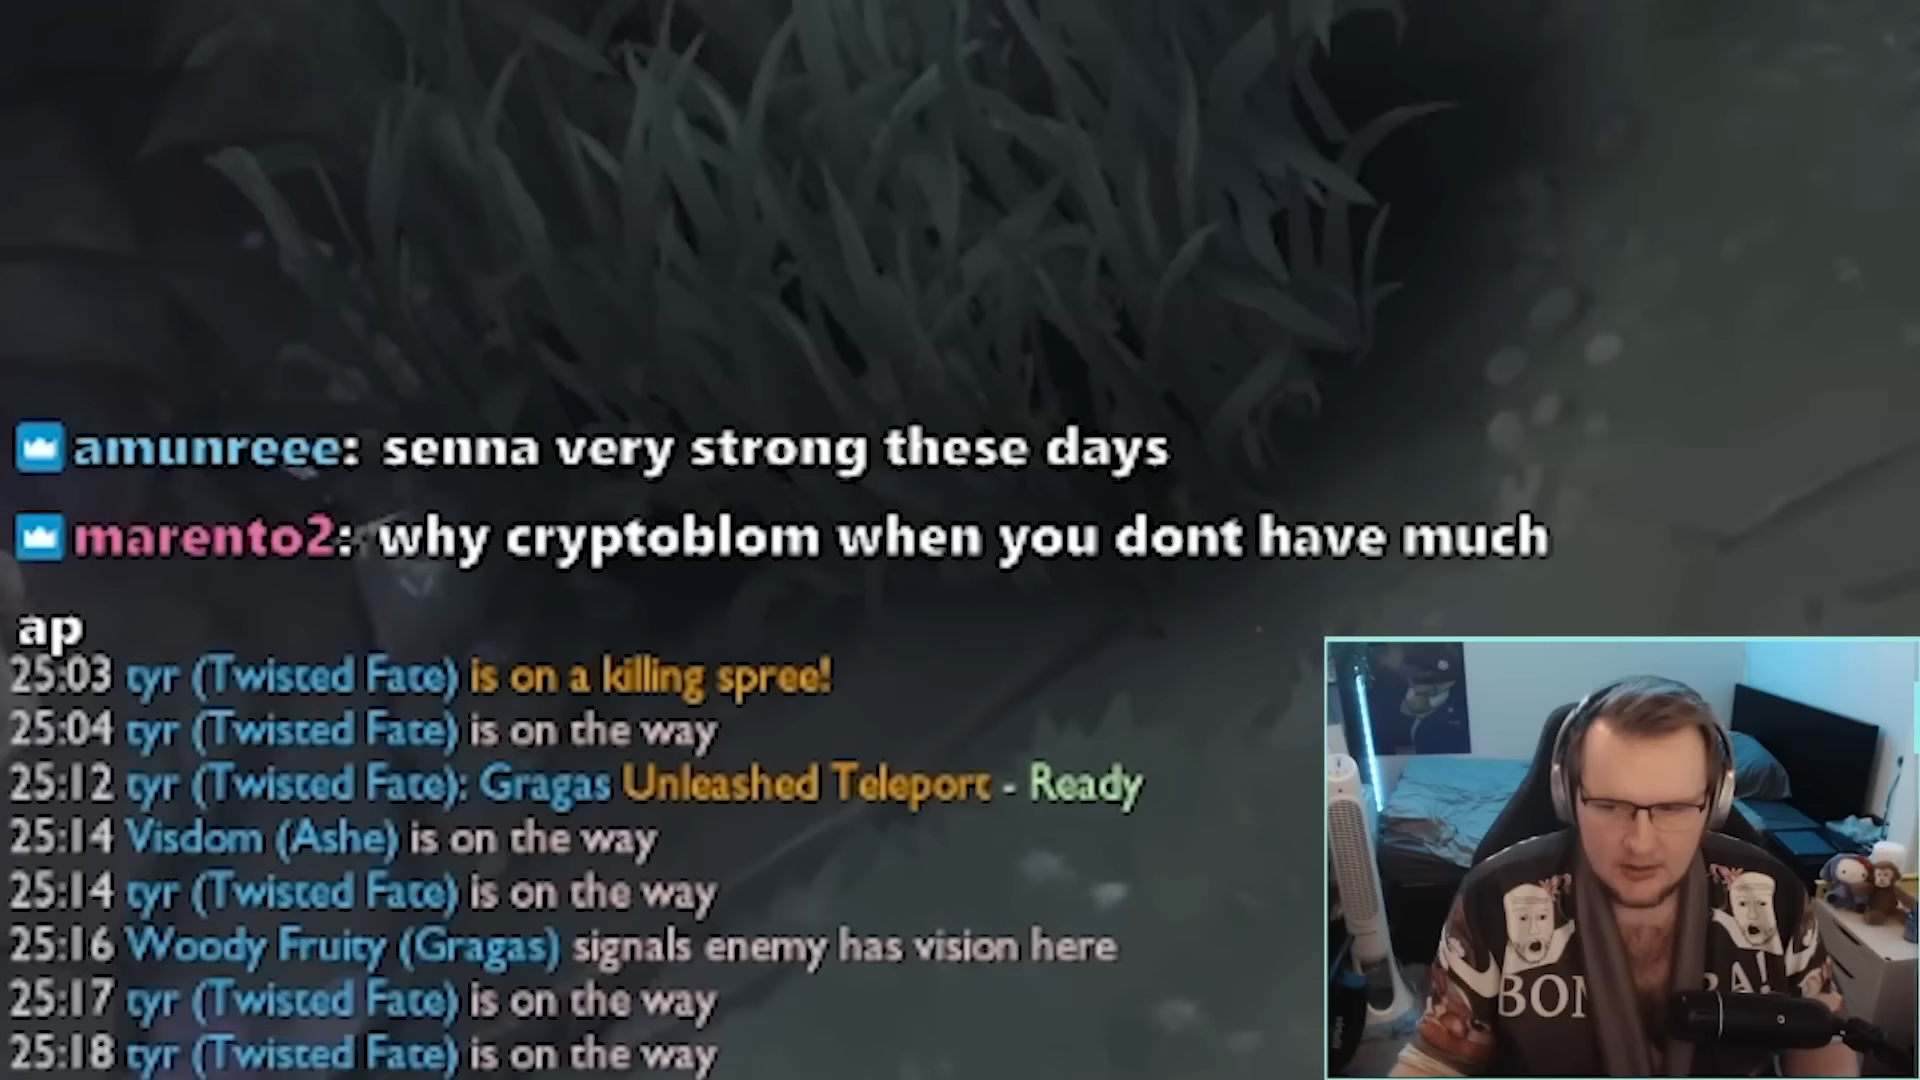 amunreee: senna very strong these days
marento2: why cryptoblom when you dont have much
ap
25:03 tyr (Twisted Fate) is on a killing spree!
25:04 tyr (Twisted Fate) is on the way
25:12 tyr (Twisted Fate): Gragas Unleashed Teleport - Ready
25:14 Visdom (Ashe) is on the way
25:14 tyr (Twisted Fate) is on the way
25:16 Woody Fruity (Gragas) signals enemy has vision here
25:17 tyr (Twisted Fate) is on the way
25:18 tyr (Twisted Fate) is on the way